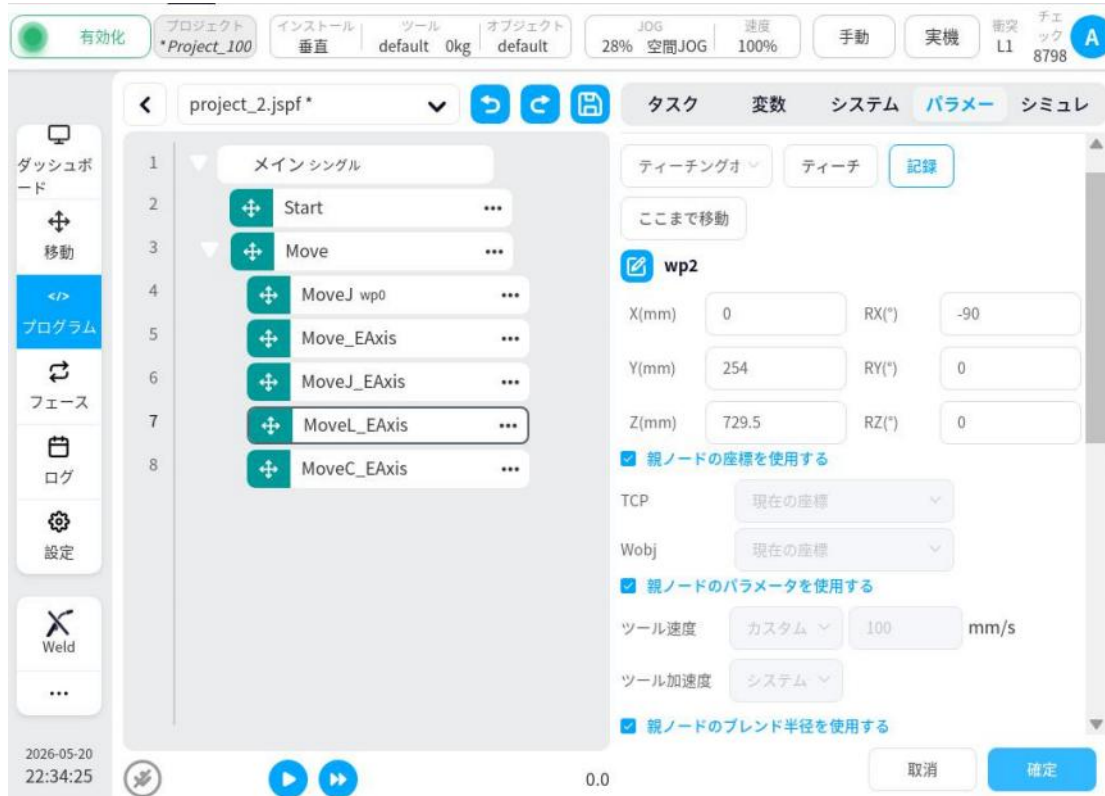 有効化
プロジェクト
*Project_100
インストール ツール オブジェクト
垂直 default 0kg default
JOG 速度
28% 空間JOG 100%
手動
実機
衝突
L1
チェック
8798
A
project_2.jspf *
タスク 変数 システム パラメー シミュレ
ダッシュボード
移動
</>
プログラム
フェース
ログ
設定
Weld
...
1 メイン シングル
2 Start ...
3 Move ...
4 MoveJ wp0 ...
5 Move_EAxis ...
6 MoveJ_EAxis ...
7 MoveL_EAxis ...
8 MoveC_EAxis ...
ティーチングオ ティーチ 記録
ここまで移動
wp2
X(mm) 0 RX(°) -90
Y(mm) 254 RY(°) 0
Z(mm) 729.5 RZ(°) 0
親ノードの座標を使用する
TCP 現在の座標
Wobj 現在の座標
親ノードのパラメータを使用する
ツール速度 カスタム 100 mm/s
ツール加速度 システム
親ノードのブレンド半径を使用する
2026-05-20
22:34:25
0.0
取消 確定